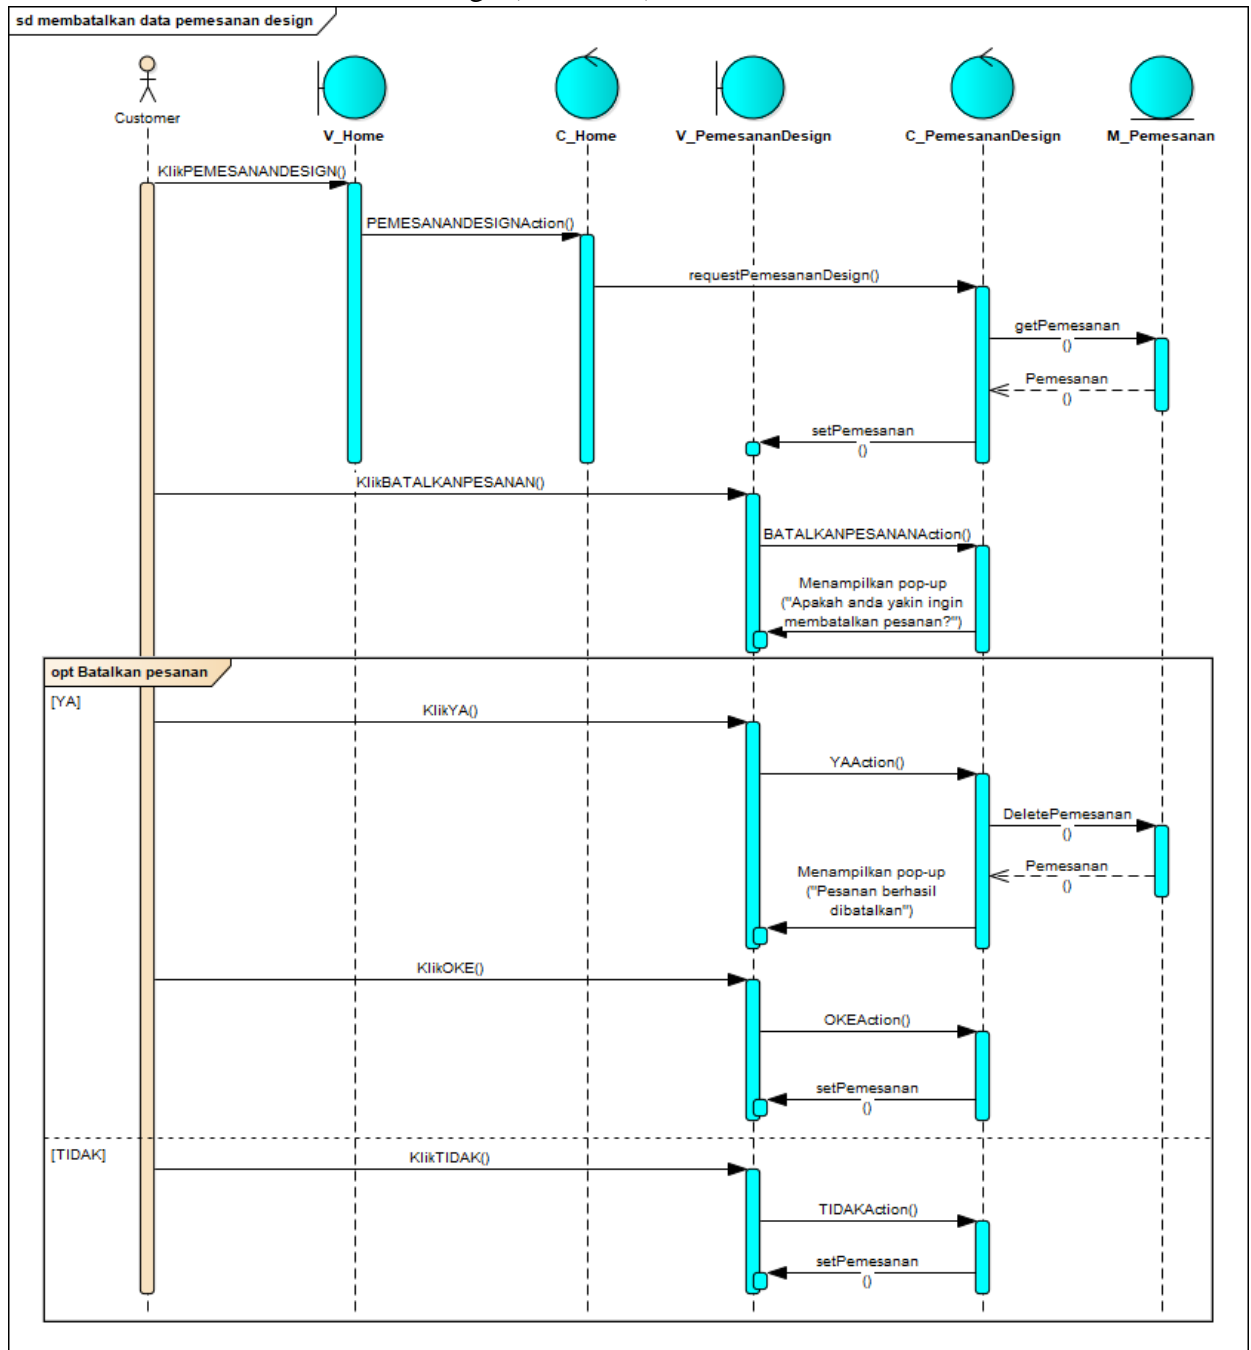 sd membatalkan data pemesanan design
Customer
V_Home
C_Home
V_PemesananDesign
C_PemesananDesign
M_Pemesanan
KlikPEMESANANDESIGN()
PEMESANANDESIGNAction()
requestPemesananDesign()
getPemesanan
()
Pemesanan
()
setPemesanan
()
KlikBATALKANPESANAN()
BATALKANPESANANAction()
Menampilkan pop-up
("Apakah anda yakin ingin
membatalkan pesanan?")
opt Batalkan pesanan
[YA]
KlikYA()
YAAction()
DeletePemesanan
()
Pemesanan
()
Menampilkan pop-up
("Pesanan berhasil
dibatalkan")
KlikOKE()
OKEAction()
setPemesanan
()
[TIDAK]
KlikTIDAK()
TIDAKAction()
setPemesanan
()